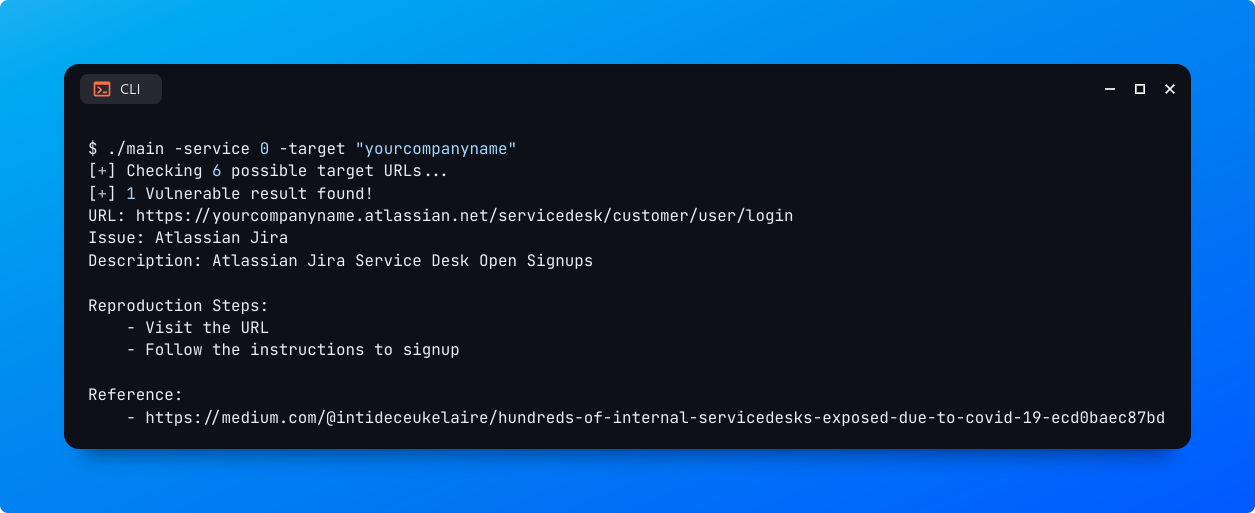 CLI
$ ./main -service 0 -target "yourcompanyname"
[+] Checking 6 possible target URLs...
[+] 1 Vulnerable result found!
URL: https://yourcompanyname.atlassian.net/servicedesk/customer/user/login
Issue: Atlassian Jira
Description: Atlassian Jira Service Desk Open Signups
Reproduction Steps:
- Visit the URL
- Follow the instructions to signup
Reference:
- https://medium.com/@intideceukelaire/hundreds-of-internal-servicedesks-exposed-due-to-covid-19-ecd0baec87bd